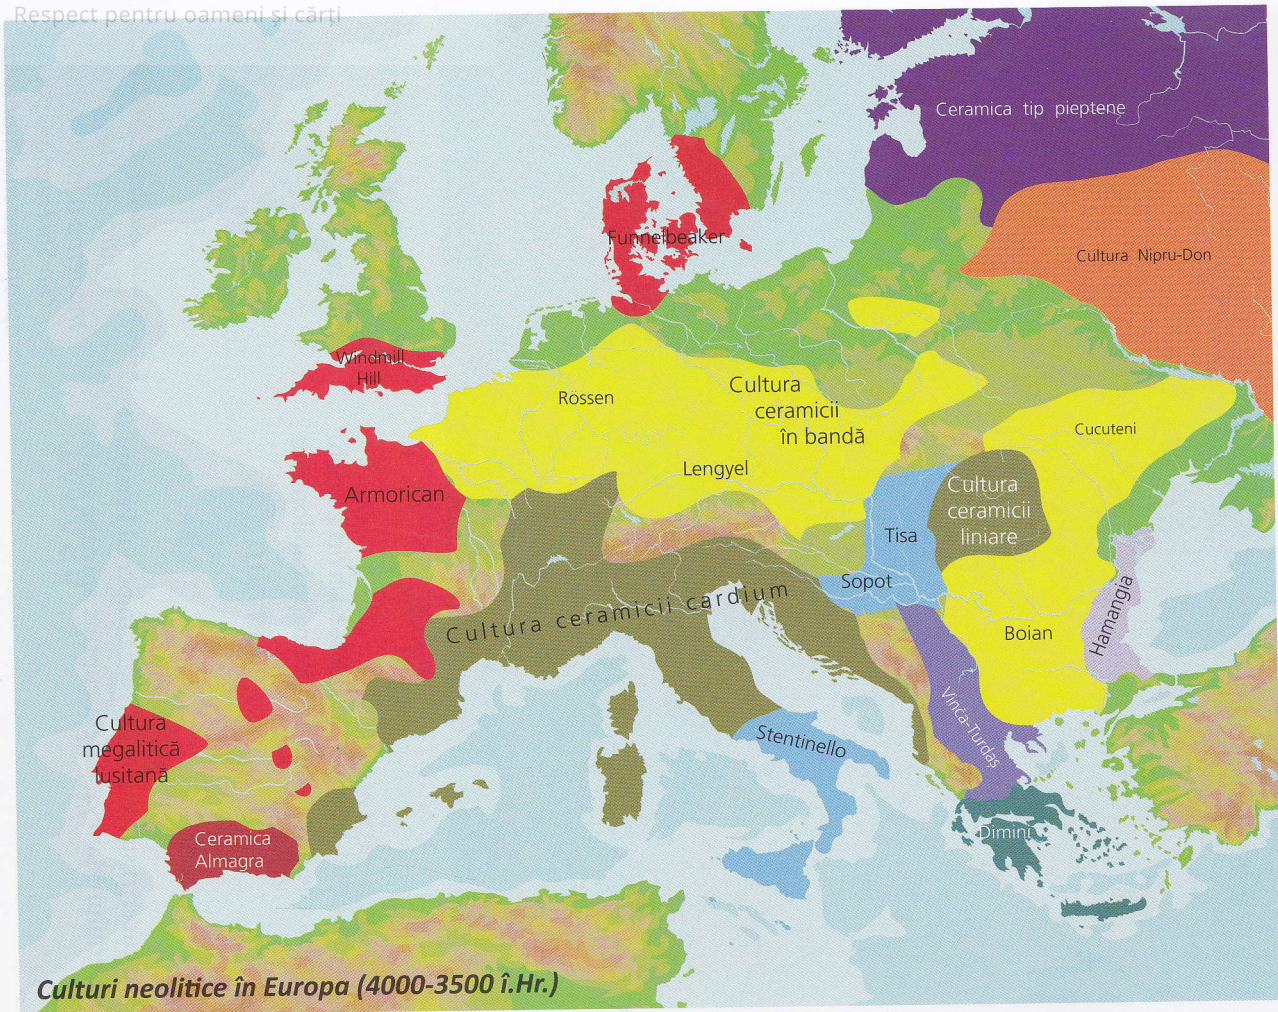 Respect pentru oameni și cărți
Ceramica tip pieptene
Funnelbeaker
Cultura Nipru-Don
Windmill
Hill
Rössen
Cultura
ceramicii
în bandă
Cucuteni
Lengyel
Armorican
Cultura
ceramicii
liniare
Tisa
Sopot
Cultura ceramicii cardium
Hamangia
Boian
Vinča-Turdaș
Cultura
megalitică
lusitană
Stentinello
Dimini
Ceramica
Almagra
Culturi neolitice în Europa (4000-3500 î.Hr.)